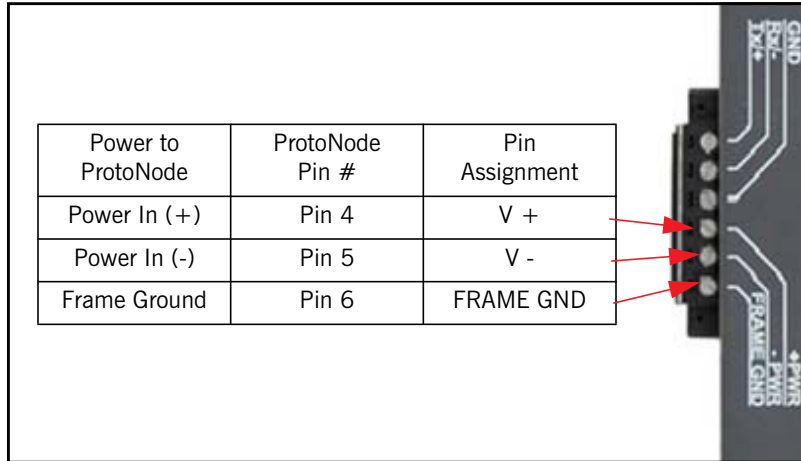 Power to ProtoNode
ProtoNode Pin #
Pin Assignment
Power In (+)
Pin 4
V +
Power In (-)
Pin 5
V -
Frame Ground
Pin 6
FRAME GND
Tx/+
Rx/-
GND
FRAME GND
- PWR
+PWR